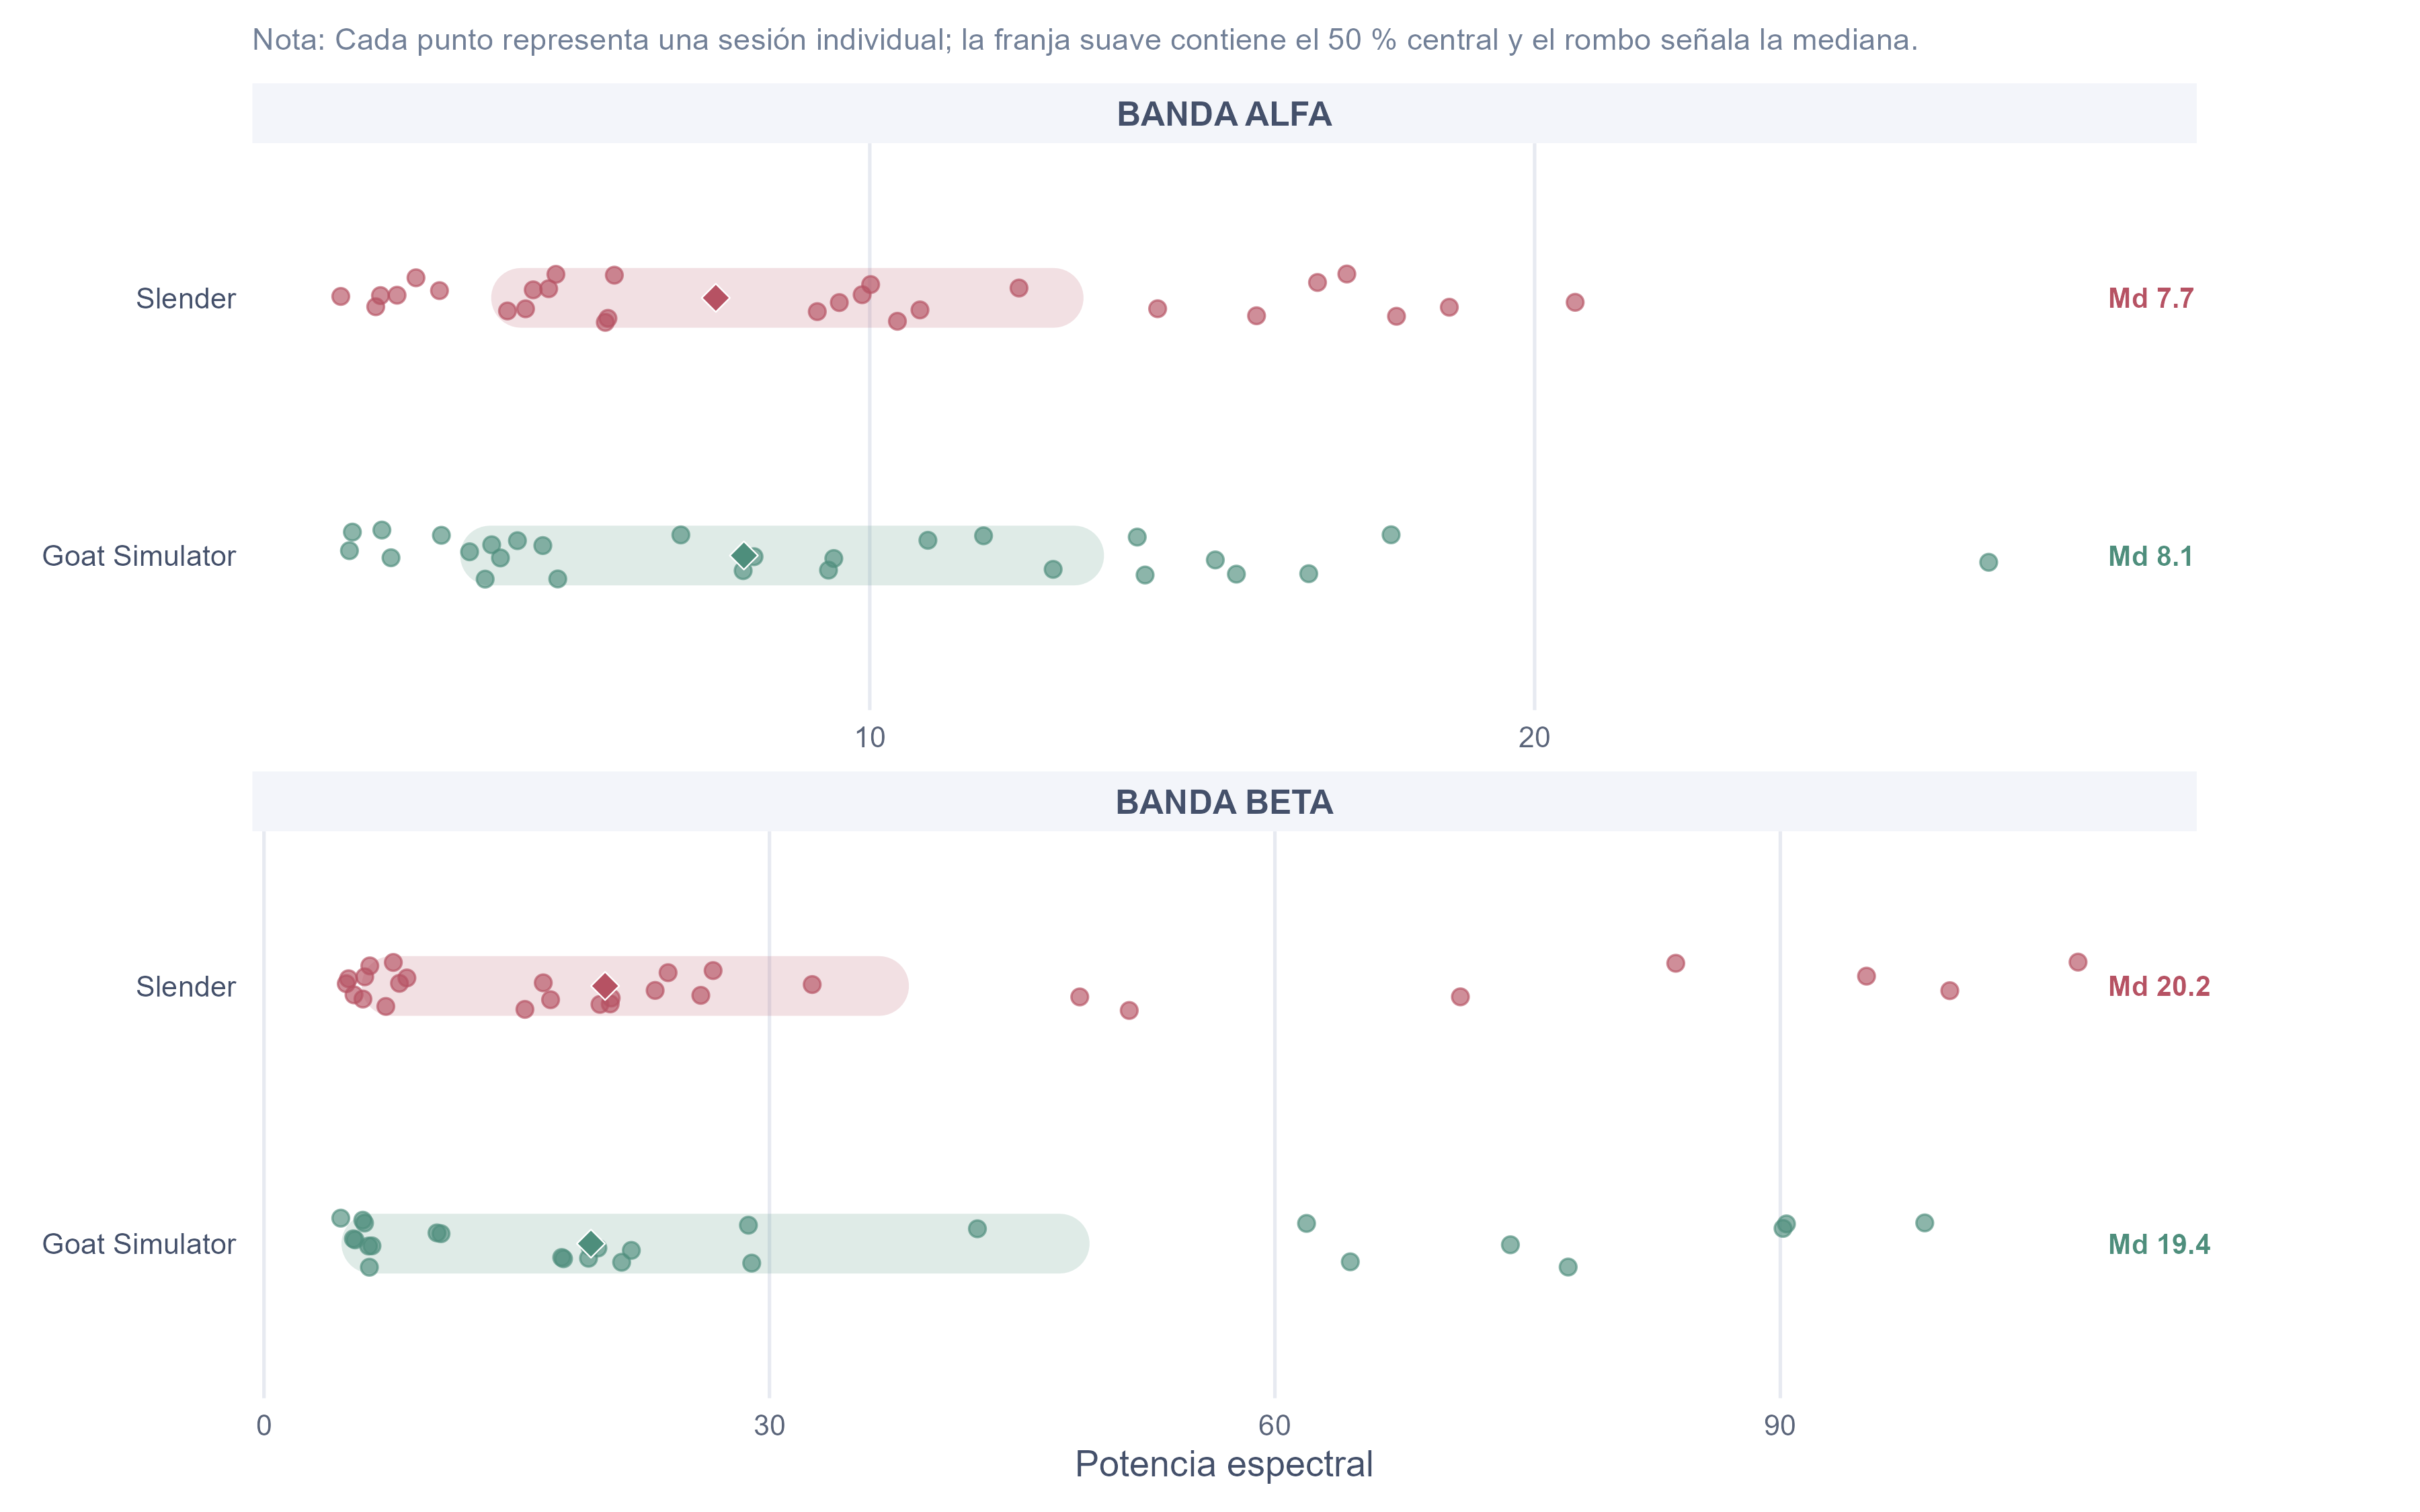 Nota: Cada punto representa una sesión individual; la franja suave contiene el 50 % central y el rombo señala la mediana.
BANDA ALFA
Slender
Md 7.7
Goat Simulator
Md 8.1
10
20
BANDA BETA
Slender
Md 20.2
Goat Simulator
Md 19.4
0
30
60
90
Potencia espectral